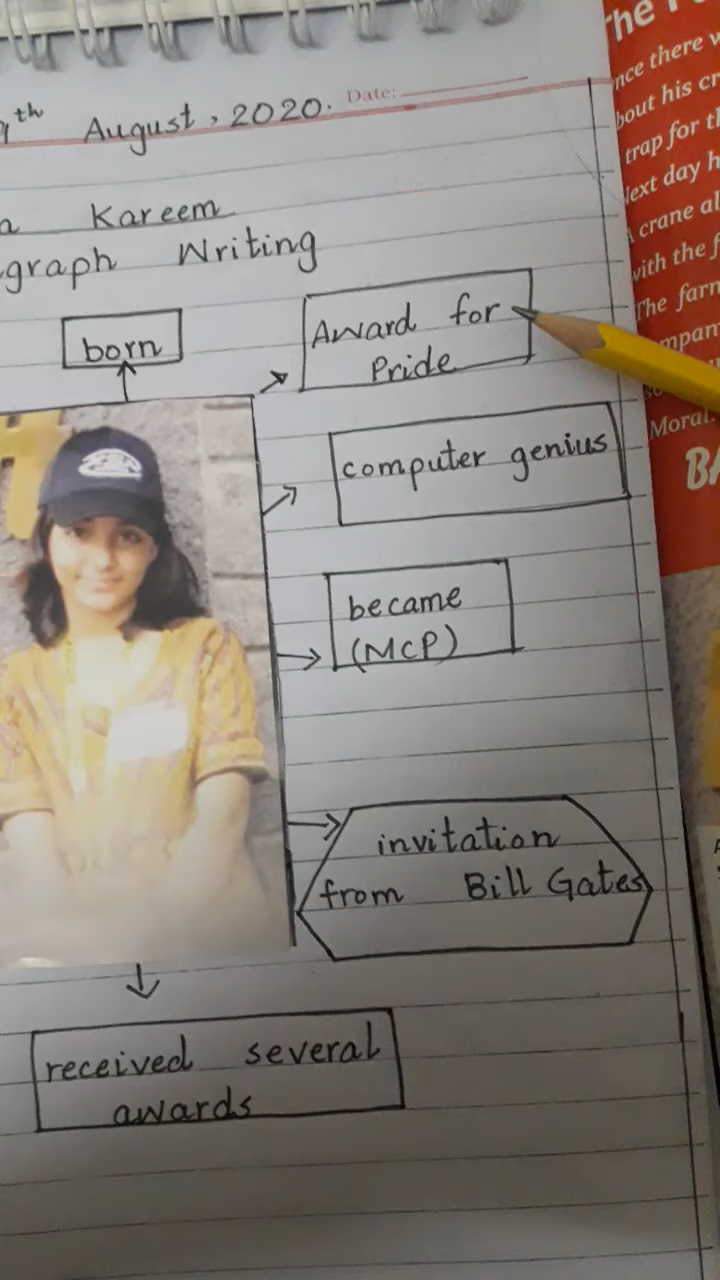 9th August, 2020. Date:
a Kareem
graph Writing
born
Award for
Pride
computer genius
became
(MCP)
invitation
from Bill Gates
received several
awards
The
nce there
bout his cr
trap for th
Next day h
A crane al
with the f
The farm
mpan
Moral:
BA